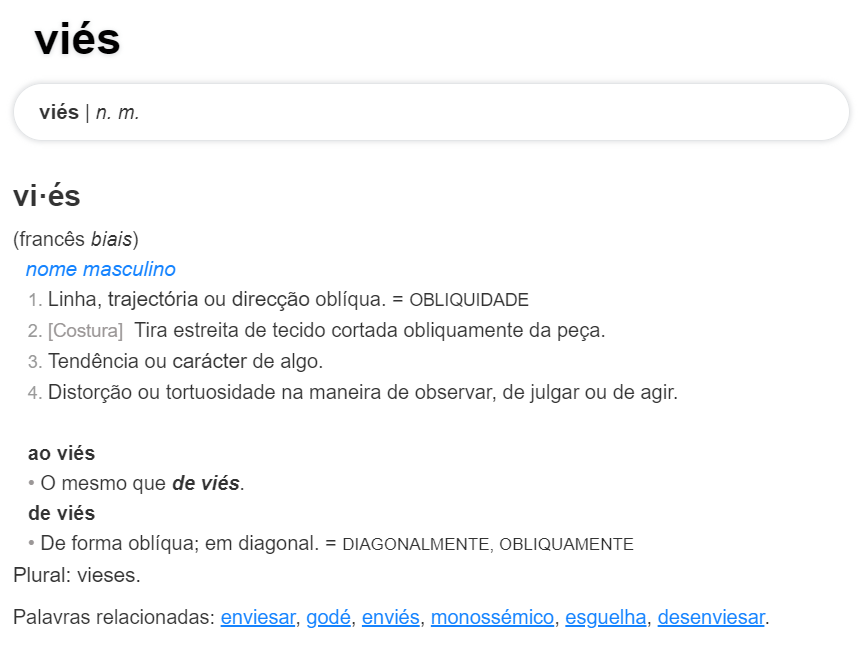 viés
viés | n. m.
vi·és
(francês biais)
nome masculino
1. Linha, trajectória ou direcção oblíqua. = OBLIQUIDADE
2. [Costura] Tira estreita de tecido cortada obliquamente da peça.
3. Tendência ou carácter de algo.
4. Distorção ou tortuosidade na maneira de observar, de julgar ou de agir.
ao viés
• O mesmo que de viés.
de viés
• De forma oblíqua; em diagonal. = DIAGONALMENTE, OBLIQUAMENTE
Plural: vieses.
Palavras relacionadas: enviesar, godé, enviés, monossémico, esguelha, desenviesar.